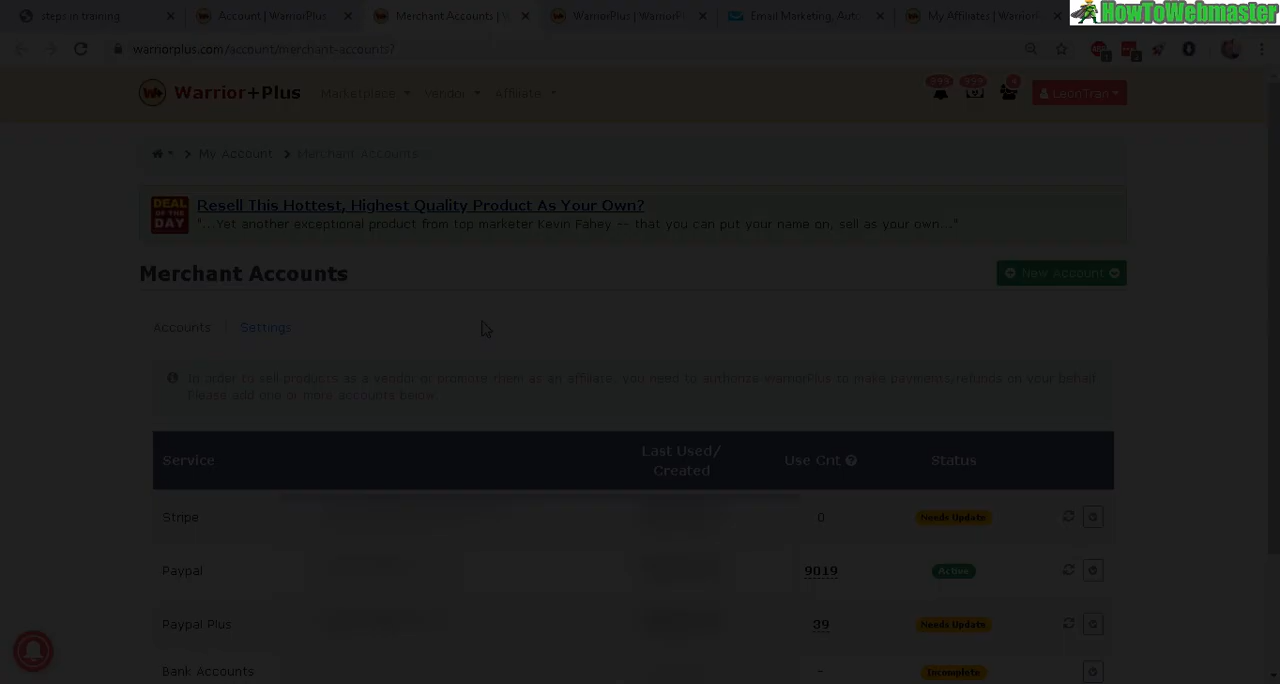 steps in training
Account | WarriorPlus
Merchant Accounts |
WarriorPlus | WarriorPl
Email Marketing, Auto
My Affiliates | Warrior
HowToWebmaster
warriorplus.com/account/merchant-accounts?
Warrior+Plus
Marketplace
Vendor
Affiliate
999
999
4
LeonTran
My Account
Merchant Accounts
DEAL OF THE DAY
Resell This Hottest, Highest Quality Product As Your Own?
"...Yet another exceptional product from top marketer Kevin Fahey -- that you can put your name on, sell as your own..."
Merchant Accounts
New Account
Accounts | Settings
In order to sell products as a vendor or promote them as an affiliate, you need to authorize WarriorPlus to make payments/refunds on your behalf.
Please add one or more accounts below.
Service
Last Used/
Created
Use Cnt
Status
Stripe
0
Needs Update
Paypal
9019
Active
Paypal Plus
39
Needs Update
Bank Accounts
-
Incomplete